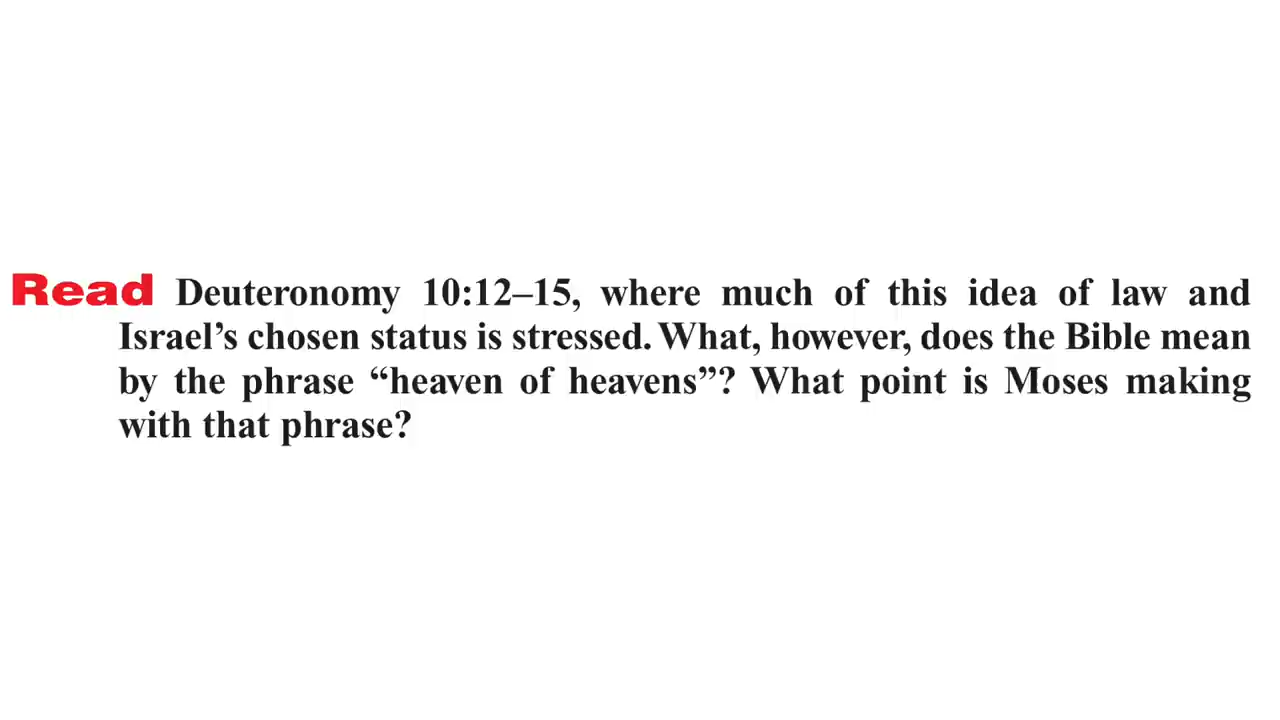 Read Deuteronomy 10:12–15, where much of this idea of law and
Israel’s chosen status is stressed. What, however, does the Bible mean
by the phrase “heaven of heavens”? What point is Moses making
with that phrase?